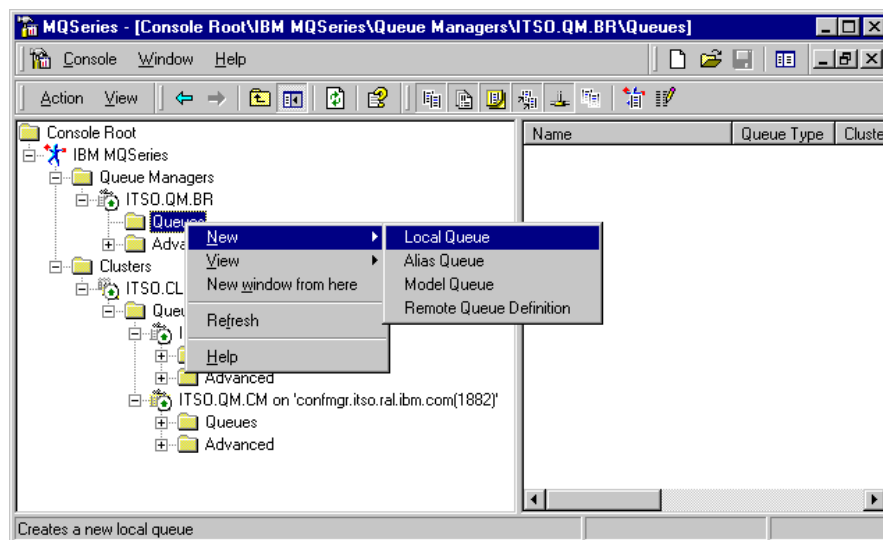 MQSeries - [Console Root\IBM MQSeries\Queue Managers\ITSO.QM.BR\Queues]
Console Window Help
Action View
Console Root
IBM MQSeries
Queue Managers
ITSO.QM.BR
Queues
Adva
Clusters
ITSO.CL
Queu
I
Advanced
ITSO.QM.CM on 'confmgr.itso.ral.ibm.com(1882)'
Queues
Advanced
New
View
New window from here
Refresh
Help
Local Queue
Alias Queue
Model Queue
Remote Queue Definition
Name Queue Type Cluste
Creates a new local queue